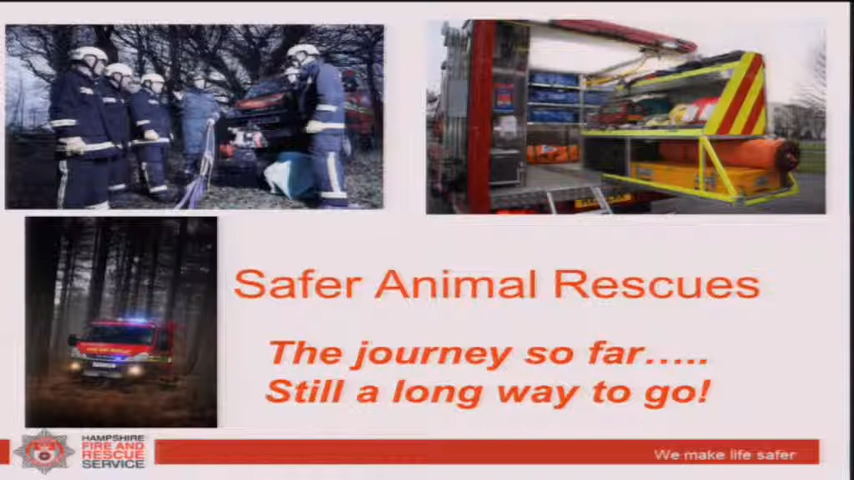 Safer Animal Rescues
The journey so far.....
Still a long way to go!
HAMPSHIRE
FIRE AND
RESCUE
SERVICE
We make life safer